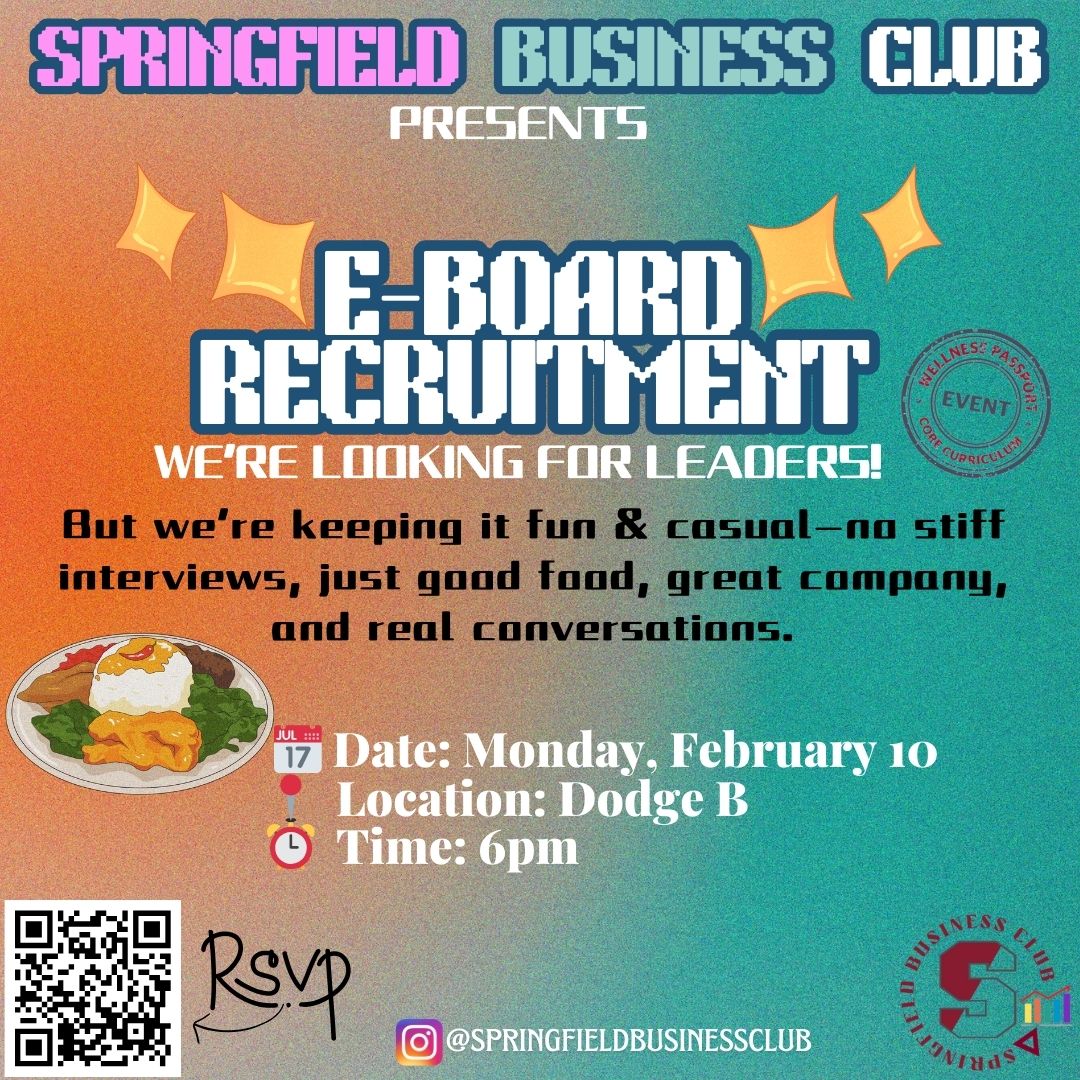 SPRINGFIELD BUSINESS CLUB
PRESENTS
E-BOARD
RECRUITMENT
WELLNESS PASSPORT
EVENT
CORE CURRICULUM
WE'RE LOOKING FOR LEADERS!
But we're keeping it fun & casual—no stiff
interviews, just good food, great company,
and real conversations.
JUL
17
Date: Monday, February 10
Location: Dodge B
Time: 6pm
R.S.V.P
@SPRINGFIELDBUSINESSCLUB
SPRINGFIELD BUSINESS CLUB
S